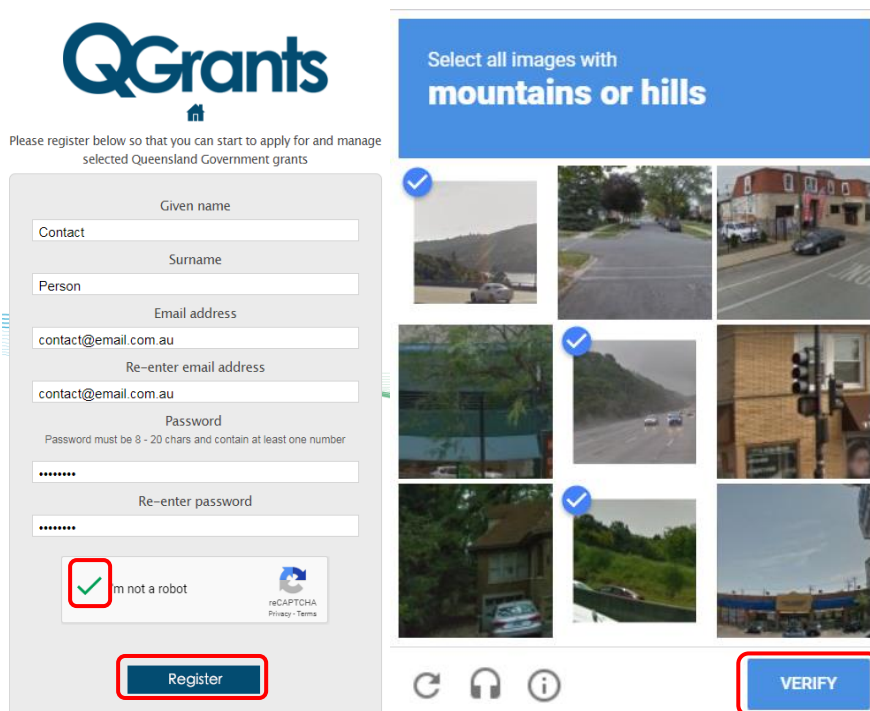 QGrants
Please register below so that you can start to apply for and manage
selected Queensland Government grants
Given name
Contact
Surname
Person
Email address
contact@email.com.au
Re-enter email address
contact@email.com.au
Password
Password must be 8 - 20 chars and contain at least one number
••••••••
Re-enter password
••••••••
I'm not a robot
reCAPTCHA
Privacy - Terms
Register
Select all images with
mountains or hills
VERIFY